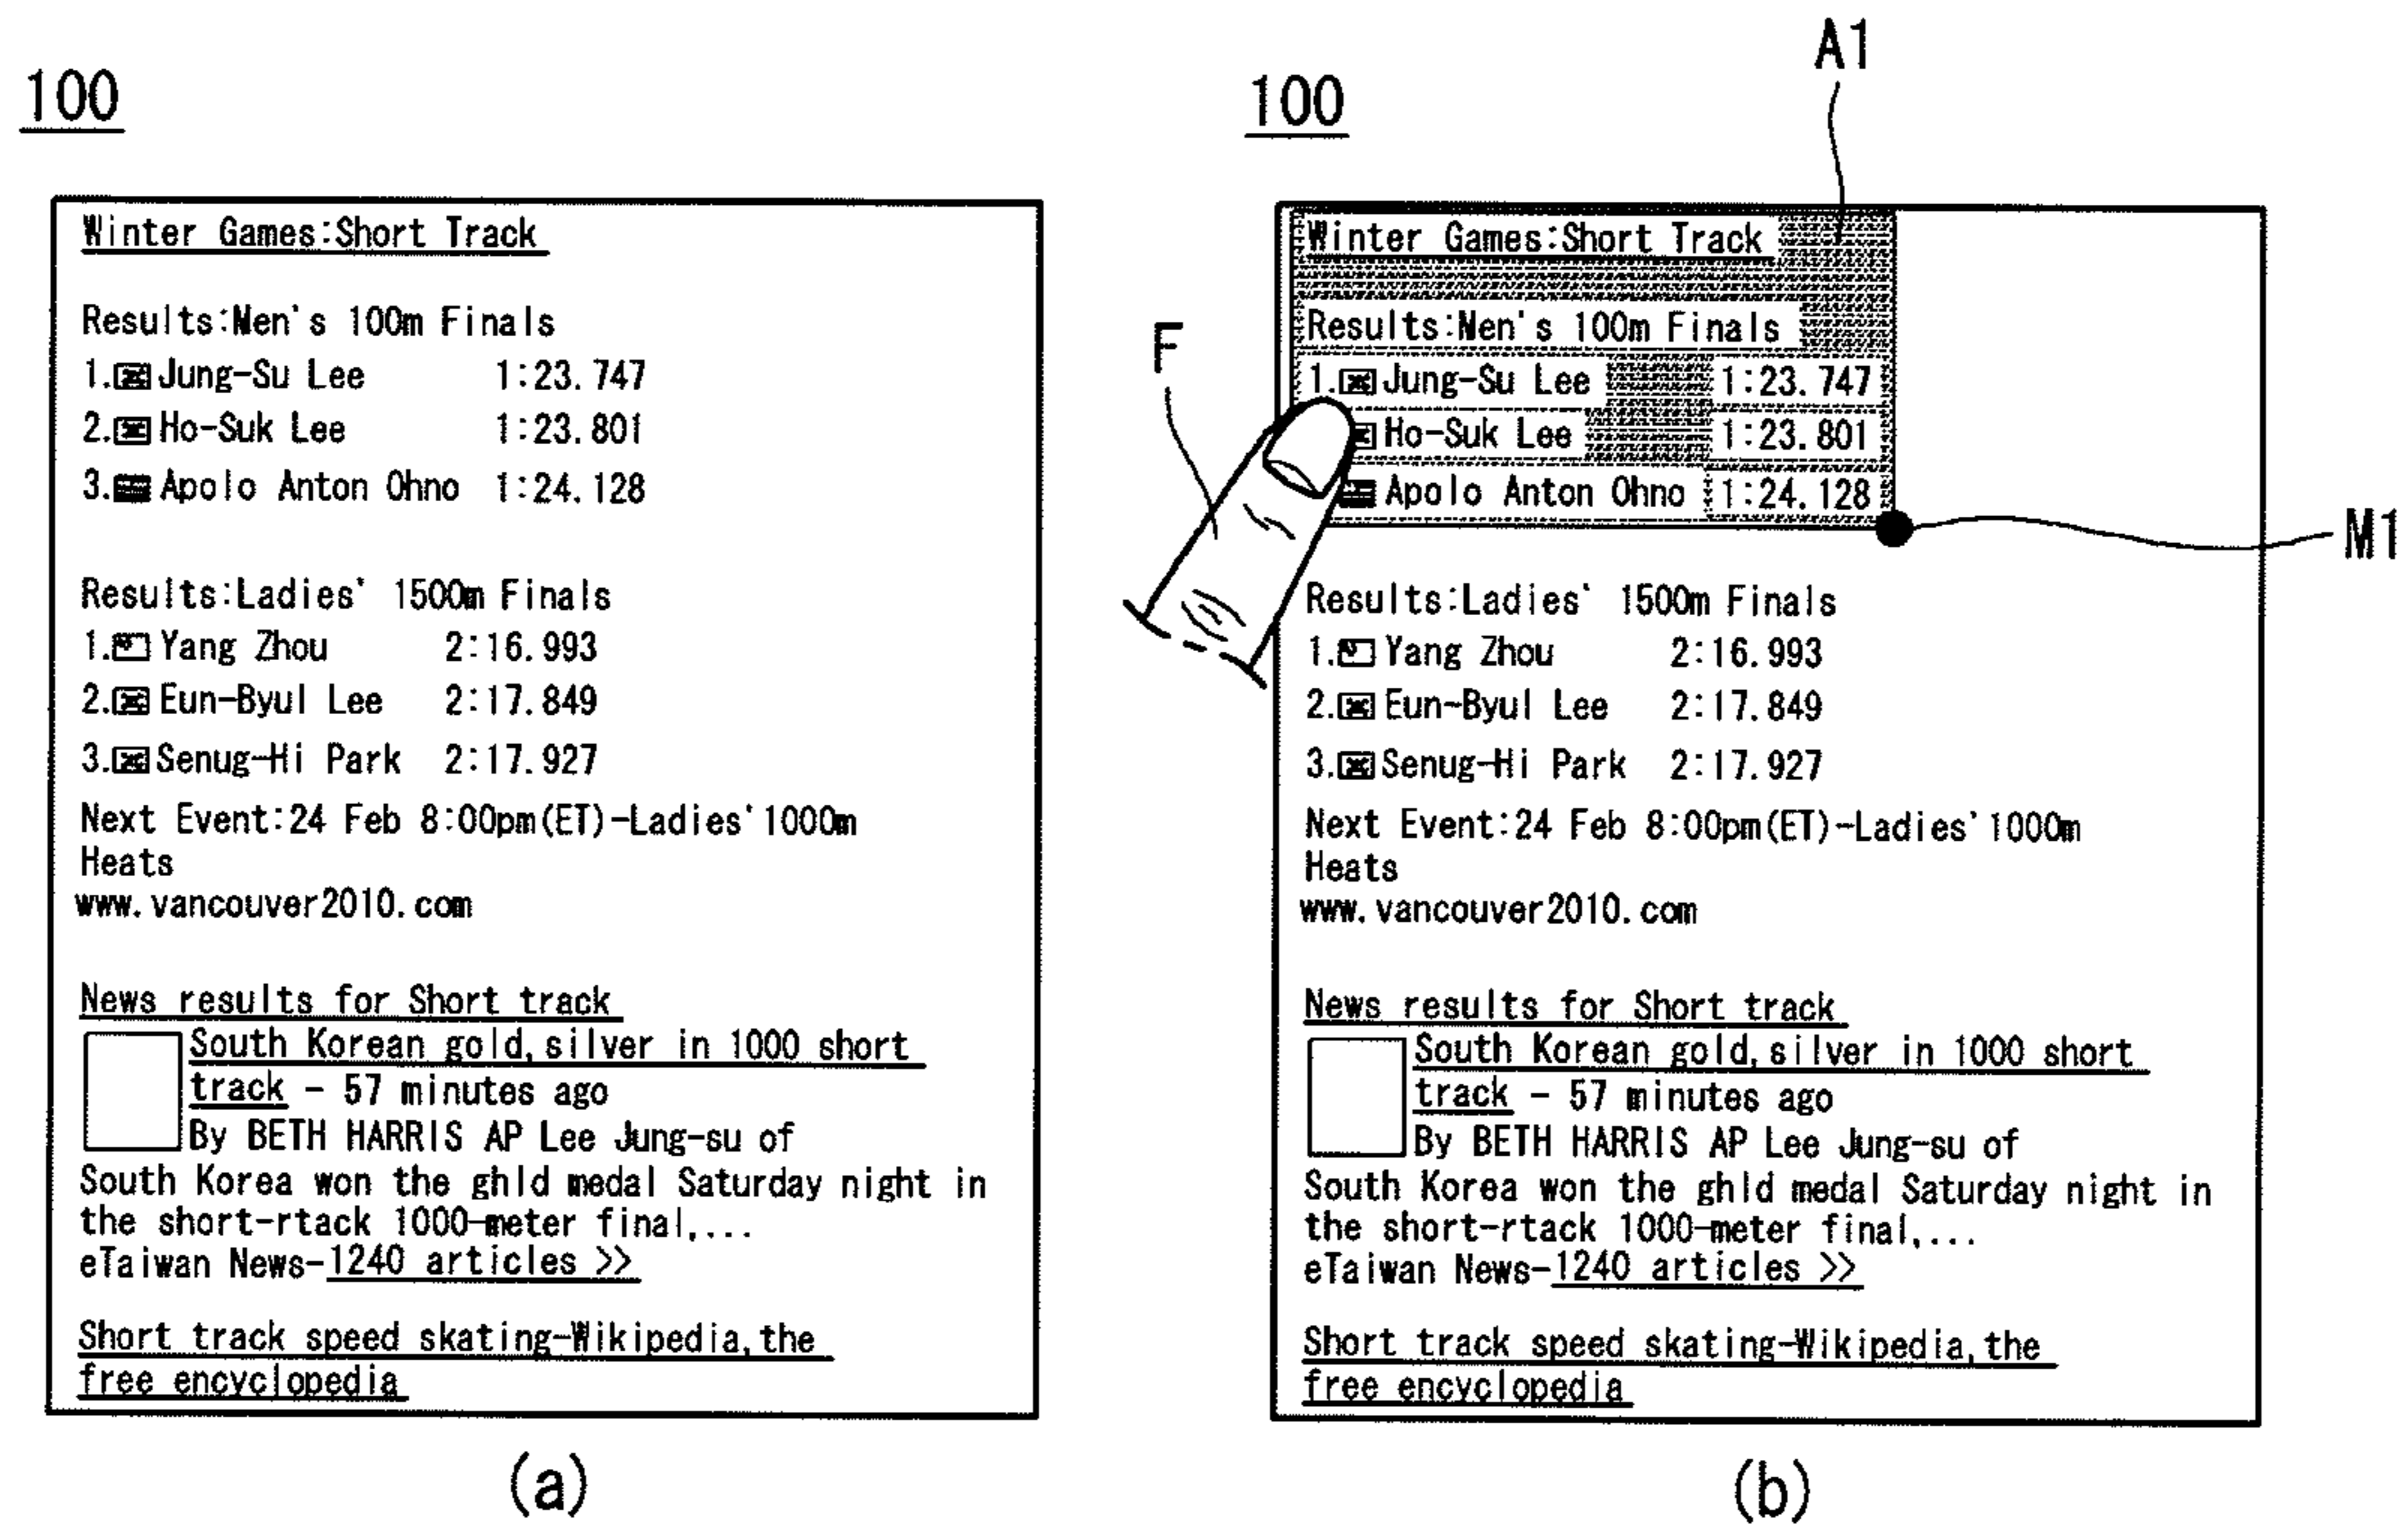 100
Winter Games:Short Track
Results:Men's 100m Finals
1. Jung-Su Lee 1:23.747
2. Ho-Suk Lee 1:23.801
3. Apolo Anton Ohno 1:24.128
Results:Ladies' 1500m Finals
1. Yang Zhou 2:16.993
2. Eun-Byul Lee 2:17.849
3. Senug-Hi Park 2:17.927
Next Event:24 Feb 8:00pm(ET)-Ladies'1000m
Heats
www.vancouver2010.com
News results for Short track
South Korean gold,silver in 1000 short
track - 57 minutes ago
By BETH HARRIS AP Lee Jung-su of
South Korea won the ghld medal Saturday night in
the short-rtack 1000-meter final,...
eTaiwan News-1240 articles >>
Short track speed skating-Wikipedia,the
free encyclopedia
(a)
100
A1
F
M1
Winter Games:Short Track
Results:Men's 100m Finals
1. Jung-Su Lee 1:23.747
Ho-Suk Lee 1:23.801
Apolo Anton Ohno 1:24.128
Results:Ladies' 1500m Finals
1. Yang Zhou 2:16.993
2. Eun-Byul Lee 2:17.849
3. Senug-Hi Park 2:17.927
Next Event:24 Feb 8:00pm(ET)-Ladies'1000m
Heats
www.vancouver2010.com
News results for Short track
South Korean gold,silver in 1000 short
track - 57 minutes ago
By BETH HARRIS AP Lee Jung-su of
South Korea won the ghld medal Saturday night in
the short-rtack 1000-meter final,...
eTaiwan News-1240 articles >>
Short track speed skating-Wikipedia,the
free encyclopedia
(b)